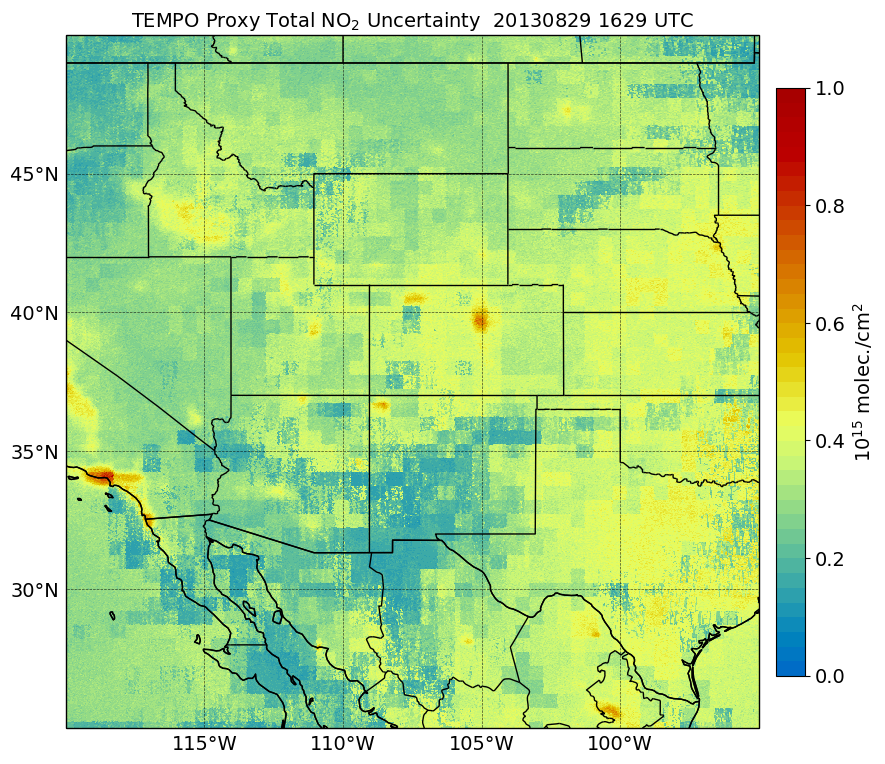 TEMPO Proxy Total NO₂ Uncertainty 20130829 1629 UTC
45°N
40°N
35°N
30°N
115°W
110°W
105°W
100°W
1.0
0.8
0.6
0.4
0.2
0.0
10¹⁵ molec./cm²